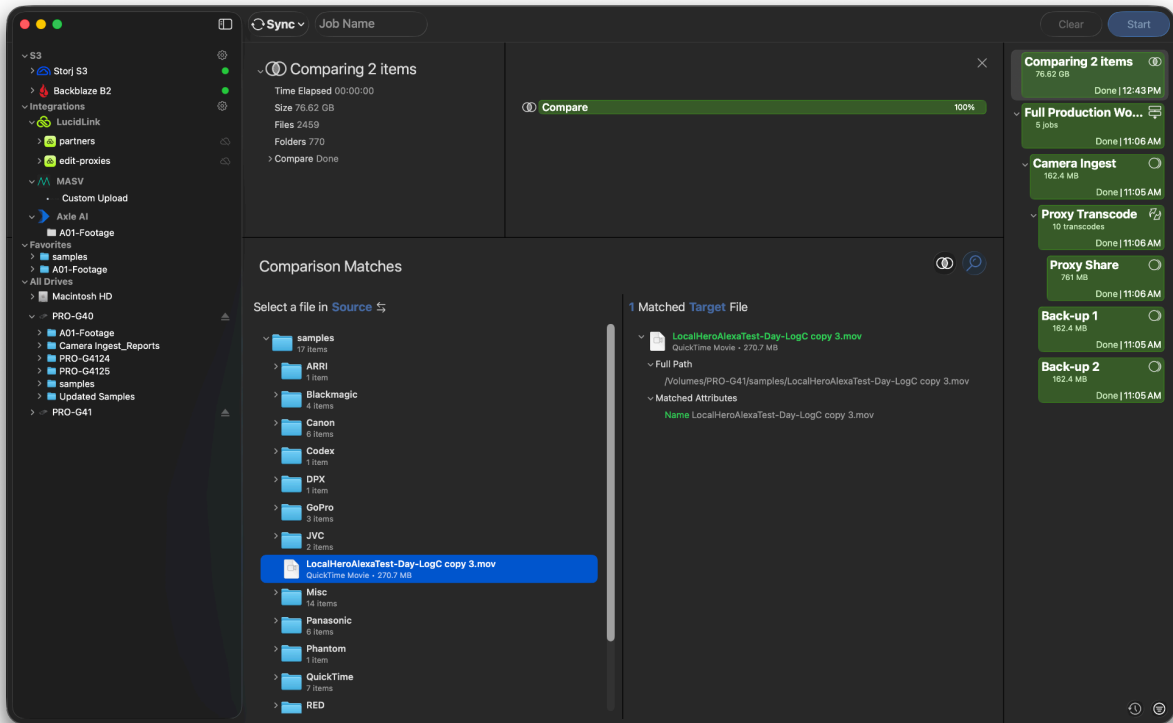 Sync
Job Name
Clear
Start
S3
Storj S3
Backblaze B2
Integrations
LucidLink
partners
edit-proxies
MASV
Custom Upload
Axle AI
A01-Footage
Favorites
samples
A01-Footage
All Drives
Macintosh HD
PRO-G40
A01-Footage
Camera Ingest_Reports
PRO-G4124
PRO-G4125
samples
Updated Samples
PRO-G41
Comparing 2 items
Time Elapsed 00:00:00
Size 76.62 GB
Files 2459
Folders 770
Compare Done
Compare 100%
Comparison Matches
Select a file in Source
samples
17 items
ARRI
1 item
Blackmagic
4 items
Canon
6 items
Codex
1 item
DPX
1 item
GoPro
3 items
JVC
2 items
LocalHeroAlexaTest-Day-LogC copy 3.mov
QuickTime Movie • 270.7 MB
Misc
14 items
Panasonic
6 items
Phantom
1 item
QuickTime
7 items
RED
1 Matched Target File
LocalHeroAlexaTest-Day-LogC copy 3.mov
QuickTime Movie • 270.7 MB
Full Path
/Volumes/PRO-G41/samples/LocalHeroAlexaTest-Day-LogC copy 3.mov
Matched Attributes
Name LocalHeroAlexaTest-Day-LogC copy 3.mov
Comparing 2 items
76.62 GB
Done | 12:43 PM
Full Production Wo...
5 jobs
Done | 11:06 AM
Camera Ingest
162.4 MB
Done | 11:05 AM
Proxy Transcode
10 transcodes
Done | 11:06 AM
Proxy Share
761 MB
Done | 11:06 AM
Back-up 1
162.4 MB
Done | 11:05 AM
Back-up 2
162.4 MB
Done | 11:05 AM